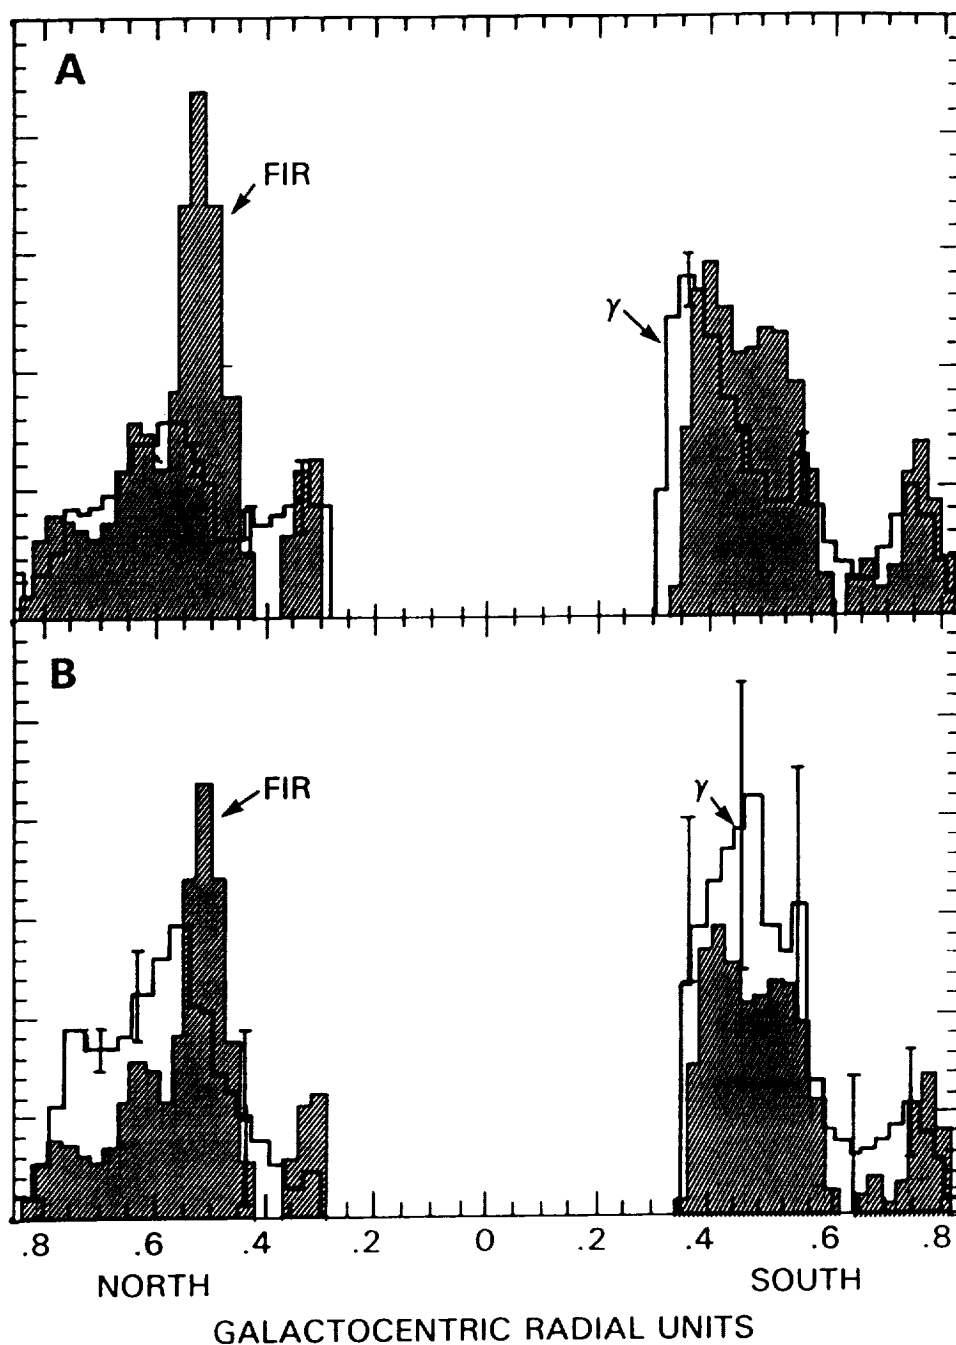 A
FIR
γ
B
FIR
γ
.8 .6 .4 .2 0 .2 .4 .6 .8
NORTH SOUTH
GALACTOCENTRIC RADIAL UNITS